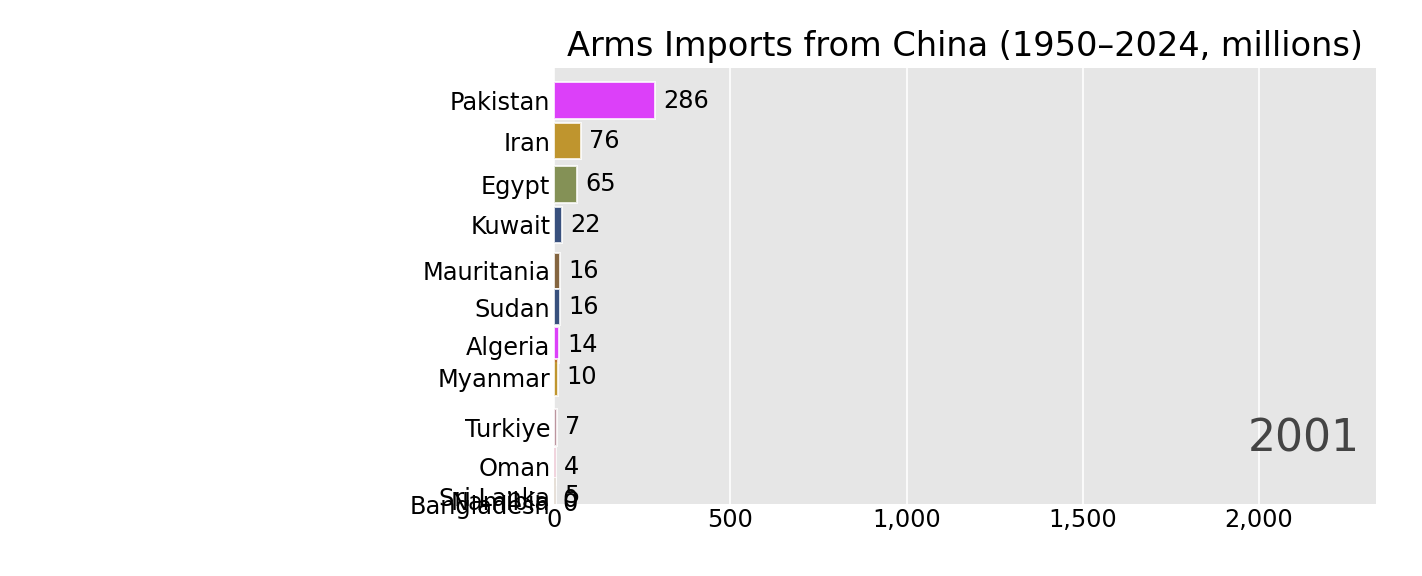 Arms Imports from China (1950–2024, millions)
Pakistan 286
Iran 76
Egypt 65
Kuwait 22
Mauritania 16
Sudan 16
Algeria 14
Myanmar 10
Turkiye 7
2001
Oman 4
Sri Lanka
Bangladesh
0 500 1,000 1,500 2,000